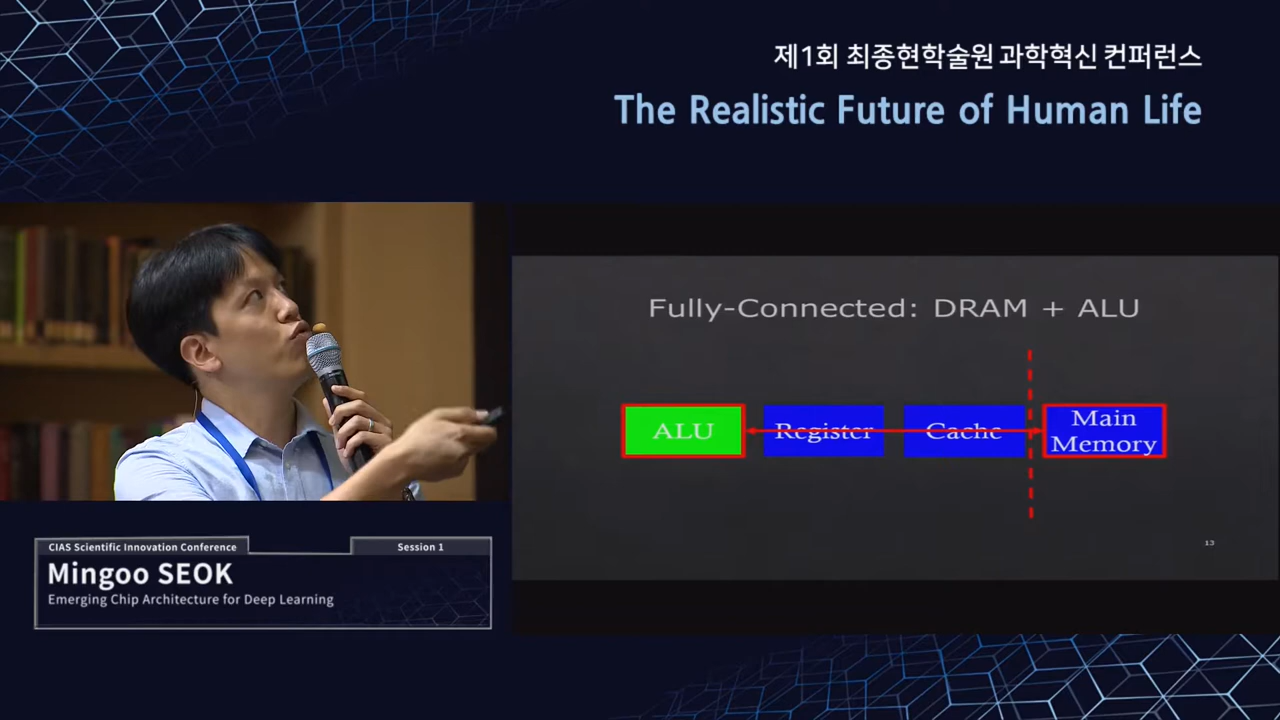 제1회 최종현학술원 과학혁신 컨퍼런스
The Realistic Future of Human Life
Fully-Connected: DRAM + ALU
ALU
Register
Cache
Main
Memory
13
CIAS Scientific Innovation Conference
Session 1
Mingoo SEOK
Emerging Chip Architecture for Deep Learning